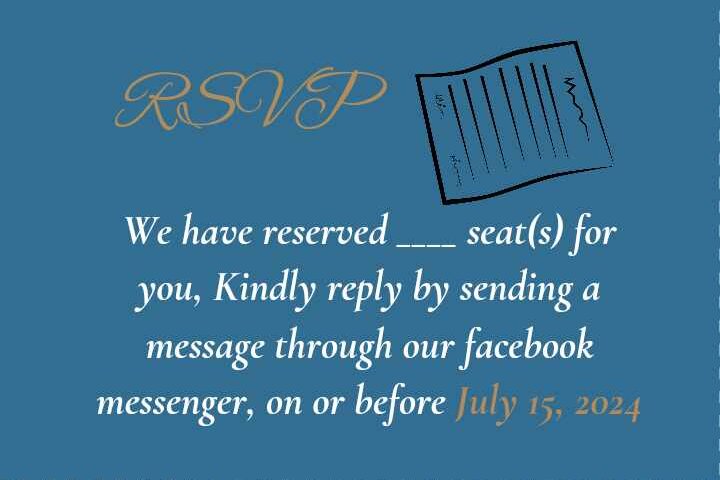 RSVP
We have reserved ____ seat(s) for
you, Kindly reply by sending a
message through our facebook
messenger, on or before July 15, 2024